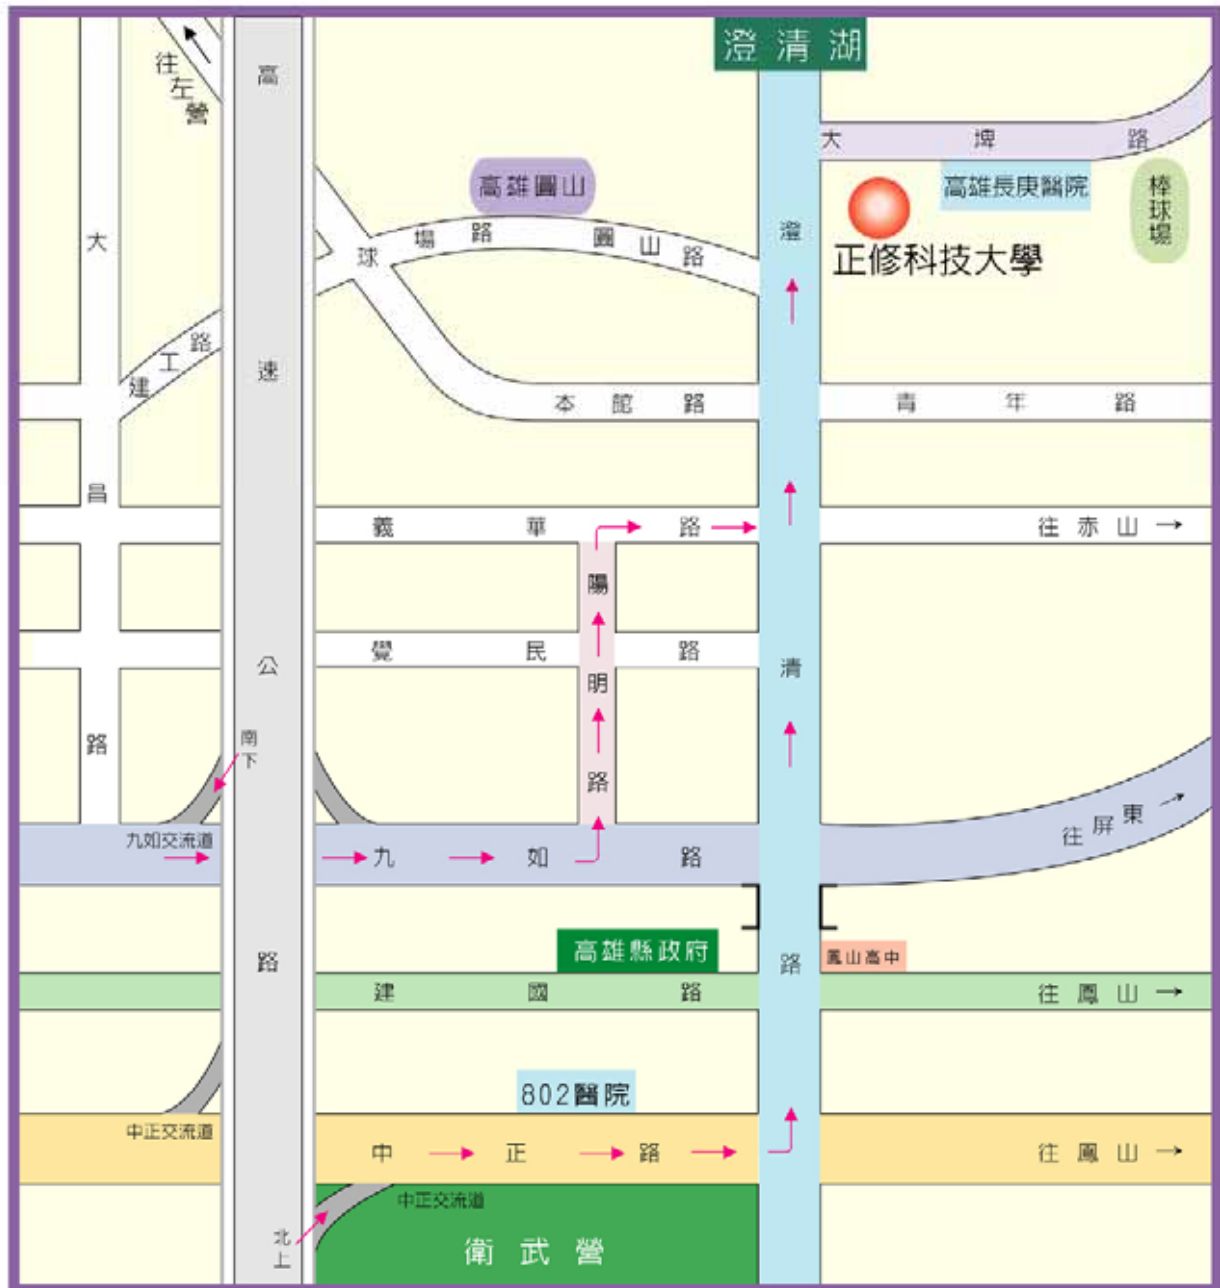 澄清湖
往左營
高速公路
大埤路
高雄圓山
高雄長庚醫院
棒球場
正修科技大學
大昌路
球場路
圓山路
澄清路
建工路
本館路
青年路
義華路
往赤山→
陽明路
覺民路
南下
九如交流道
九如路
往屏東→
高雄縣政府
鳳山高中
建國路
往鳳山→
802醫院
中正交流道
中正路
往鳳山→
中正交流道
北上
衛武營